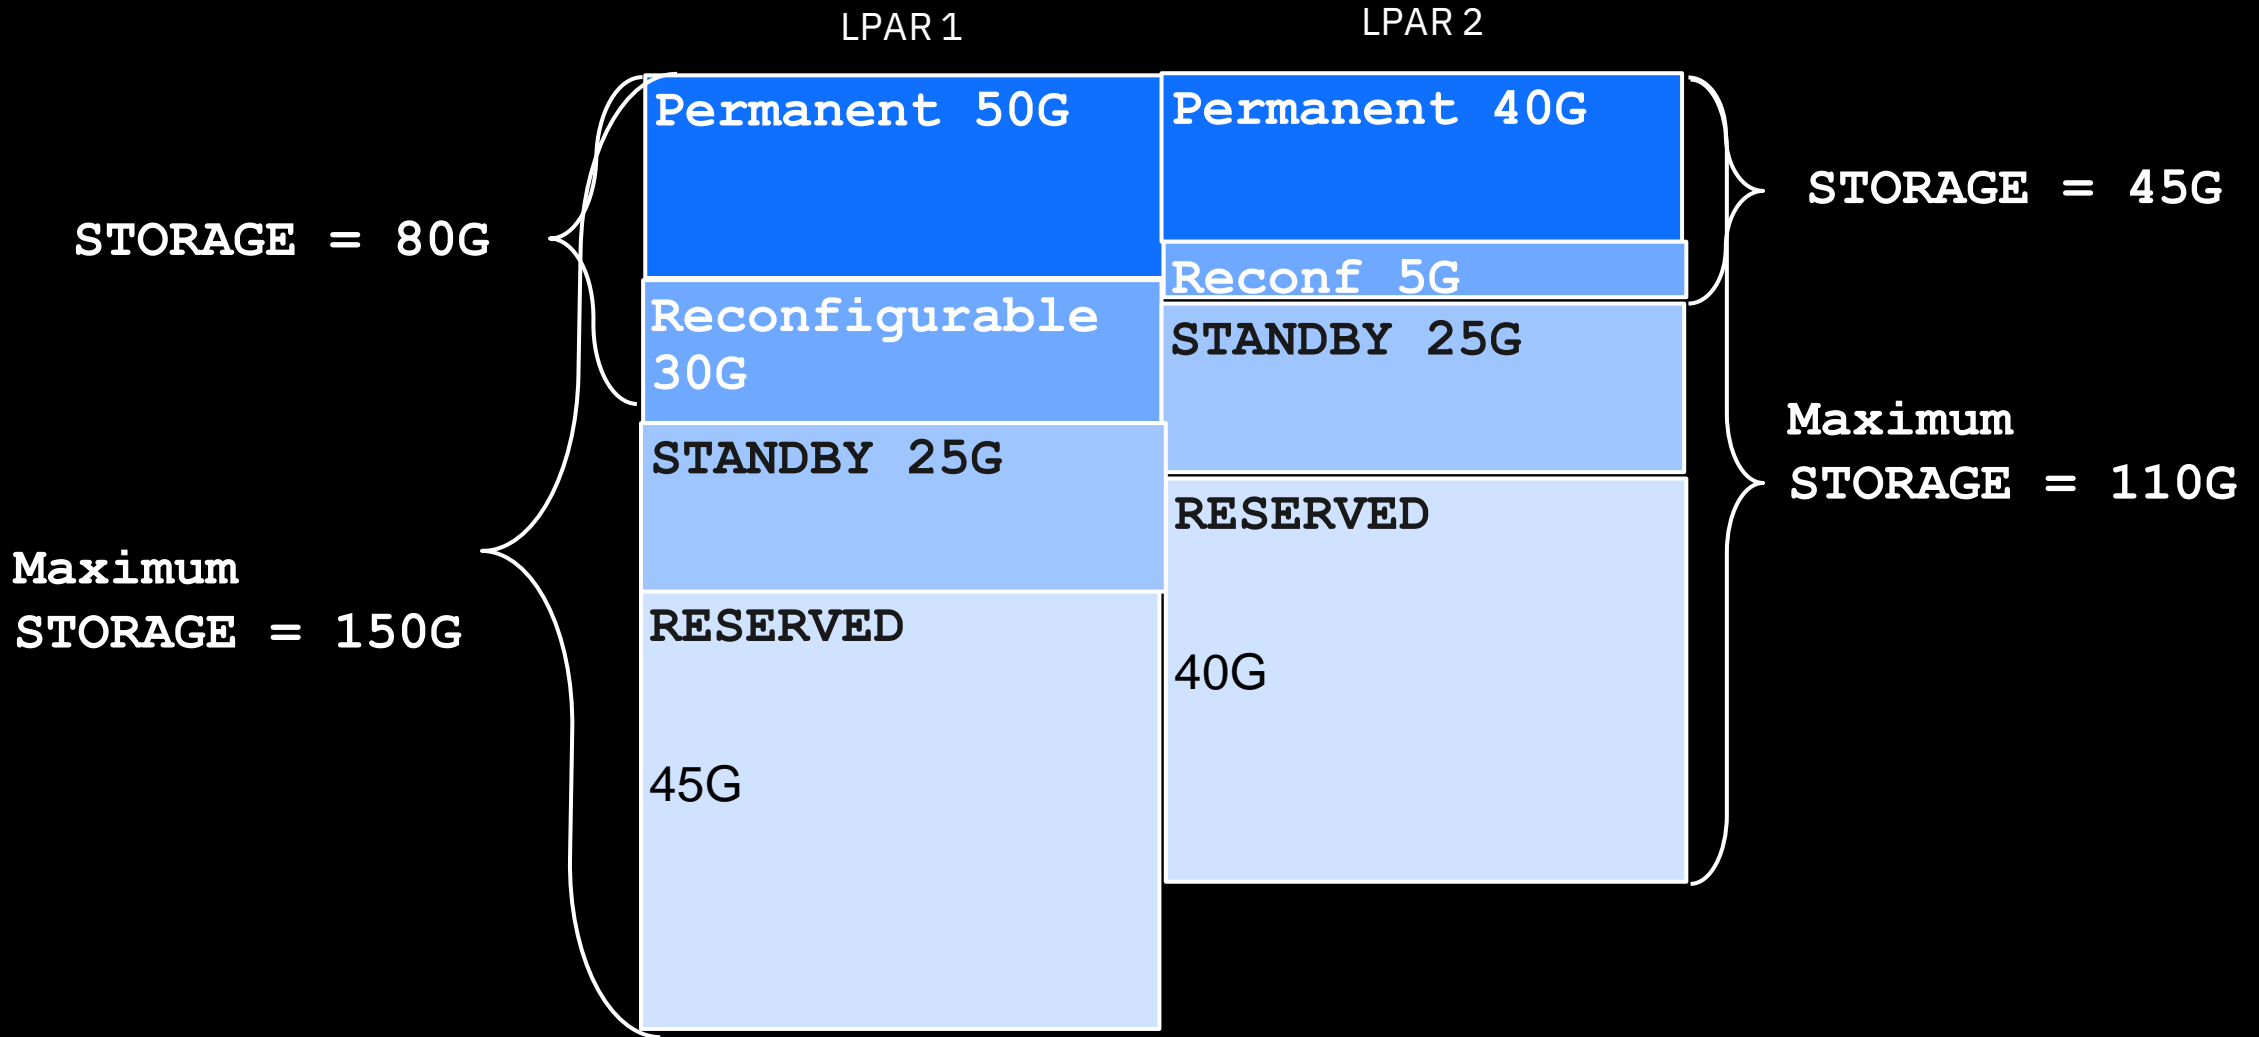 LPAR 1
LPAR 2
STORAGE = 80G
Maximum
STORAGE = 150G
Permanent 50G
Reconfigurable
30G
STANDBY 25G
RESERVED
45G
Permanent 40G
Reconf 5G
STANDBY 25G
RESERVED
40G
STORAGE = 45G
Maximum
STORAGE = 110G